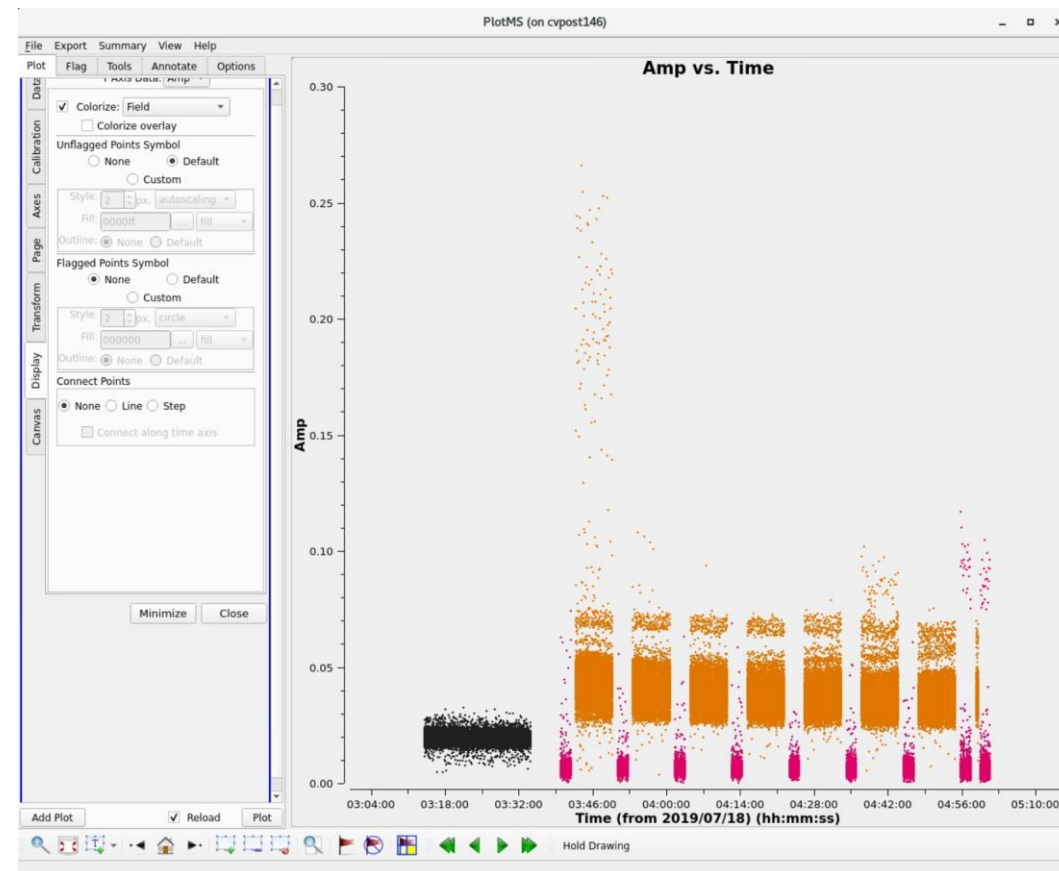 PlotMS (on cvpost146)
File Export Summary View Help
Plot Flag Tools Annotate Options
Data
Calibration
Axes
Page
Transform
Display
Canvas
Y Axis Data: Amp
Colorize: Field
Colorize overlay
Unflagged Points Symbol
None Default
Custom
Style: 2 px, autoscaling
Fill: 0000ff ... fill
Outline: None Default
Flagged Points Symbol
None Default
Custom
Style: 2 px, circle
Fill: 000000 ... fill
Outline: None Default
Connect Points
None Line Step
Connect along time axis
Minimize Close
Add Plot Reload Plot
Amp vs. Time
0.30
0.25
0.20
0.15
0.10
0.05
0.00
Amp
03:04:00 03:18:00 03:32:00 03:46:00 04:00:00 04:14:00 04:28:00 04:42:00 04:56:00 05:10:00
Time (from 2019/07/18) (hh:mm:ss)
Hold Drawing